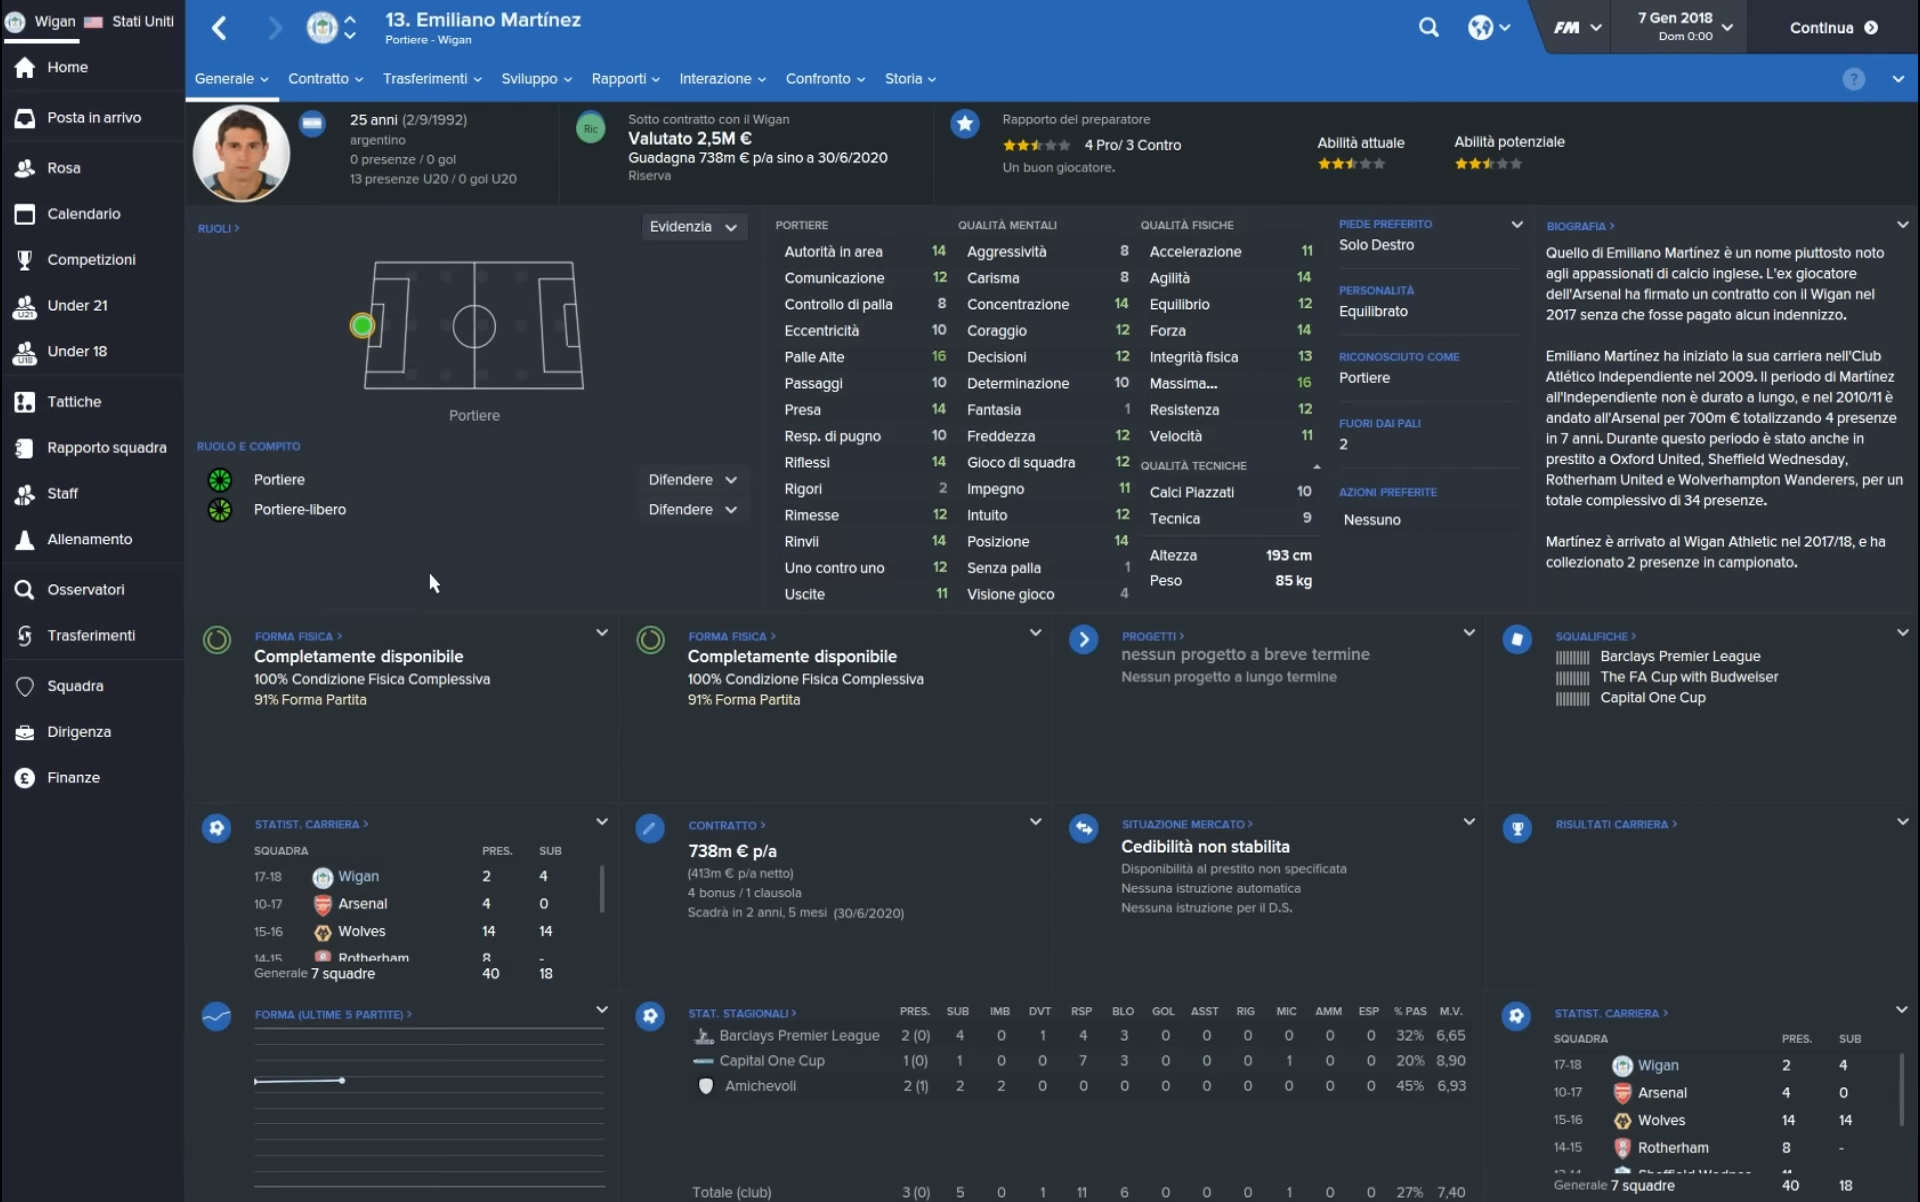 Wigan
Stati Uniti
Home
Posta in arrivo
Rosa
Calendario
Competizioni
Under 21
Under 18
Tattiche
Rapporto squadra
Staff
Allenamento
Osservatori
Trasferimenti
Squadra
Dirigenza
Finanze
13. Emiliano Martínez
Portiere - Wigan
FM
7 Gen 2018
Dom 0:00
Continua
Generale
Contratto
Trasferimenti
Sviluppo
Rapporti
Interazione
Confronto
Storia
?
25 anni (2/9/1992)
argentino
0 presenze / 0 gol
13 presenze U20 / 0 gol U20
Ric
Sotto contratto con il Wigan
Valutato 2,5M €
Guadagna 738m € p/a sino a 30/6/2020
Riserva
Rapporto del preparatore
4 Pro/ 3 Contro
Un buon giocatore.
Abilità attuale
Abilità potenziale
RUOLI >
Evidenzia
Portiere
RUOLO E COMPITO
Portiere Difendere
Portiere-libero Difendere
PORTIERE
Autorità in area 14
Comunicazione 12
Controllo di palla 8
Eccentricità 10
Palle Alte 16
Passaggi 10
Presa 14
Resp. di pugno 10
Riflessi 14
Rigori 2
Rimesse 12
Rinvii 14
Uno contro uno 12
Uscite 11
QUALITÀ MENTALI
Aggressività 8
Carisma 8
Concentrazione 14
Coraggio 12
Decisioni 12
Determinazione 10
Fantasia 1
Freddezza 12
Gioco di squadra 12
Impegno 11
Intuito 12
Posizione 14
Senza palla 1
Visione gioco 4
QUALITÀ FISICHE
Accelerazione 11
Agilità 14
Equilibrio 12
Forza 14
Integrità fisica 13
Massima... 16
Resistenza 12
Velocità 11
QUALITÀ TECNICHE
Calci Piazzati 10
Tecnica 9
Altezza 193 cm
Peso 85 kg
PIEDE PREFERITO
Solo Destro
PERSONALITÀ
Equilibrato
RICONOSCIUTO COME
Portiere
FUORI DAI PALI
2
AZIONI PREFERITE
Nessuno
BIOGRAFIA >
Quello di Emiliano Martínez è un nome piuttosto noto
agli appassionati di calcio inglese. L'ex giocatore
dell'Arsenal ha firmato un contratto con il Wigan nel
2017 senza che fosse pagato alcun indennizzo.
Emiliano Martínez ha iniziato la sua carriera nell'Club
Atlético Independiente nel 2009. Il periodo di Martínez
all'Independiente non è durato a lungo, e nel 2010/11 è
andato all'Arsenal per 700m € totalizzando 4 presenze
in 7 anni. Durante questo periodo è stato anche in
prestito a Oxford United, Sheffield Wednesday,
Rotherham United e Wolverhampton Wanderers, per un
totale complessivo di 34 presenze.
Martínez è arrivato al Wigan Athletic nel 2017/18, e ha
collezionato 2 presenze in campionato.
FORMA FISICA >
Completamente disponibile
100% Condizione Fisica Complessiva
91% Forma Partita
FORMA FISICA >
Completamente disponibile
100% Condizione Fisica Complessiva
91% Forma Partita
PROGETTI >
nessun progetto a breve termine
Nessun progetto a lungo termine
SQUALIFICHE >
Barclays Premier League
The FA Cup with Budweiser
Capital One Cup
STATIST. CARRIERA >
SQUADRA PRES. SUB
17-18 Wigan 2 4
10-17 Arsenal 4 0
15-16 Wolves 14 14
14-15 Rotherham 8 -
Generale 7 squadre 40 18
CONTRATTO >
738m € p/a
(413m € p/a netto)
4 bonus / 1 clausola
Scadrà in 2 anni, 5 mesi (30/6/2020)
SITUAZIONE MERCATO >
Cedibilità non stabilita
Disponibilità al prestito non specificata
Nessuna istruzione automatica
Nessuna istruzione per il D.S.
RISULTATI CARRIERA >
FORMA (ULTIME 5 PARTITE) >
STAT. STAGIONALI > PRES. SUB IMB DVT RSP BLO GOL ASST RIG MIC AMM ESP % PAS M.V.
Barclays Premier League 2 (0) 4 0 1 4 3 0 0 0 0 0 0 32% 6,65
Capital One Cup 1 (0) 1 0 0 7 3 0 0 0 1 0 0 20% 8,90
Amichevoli 2 (1) 2 2 0 0 0 0 0 0 0 0 0 45% 6,93
Totale (club) 3 (0) 5 0 1 11 6 0 0 0 1 0 0 27% 7,40
STATIST. CARRIERA >
SQUADRA PRES. SUB
17-18 Wigan 2 4
10-17 Arsenal 4 0
15-16 Wolves 14 14
14-15 Rotherham 8 -
Generale 7 squadre 40 18